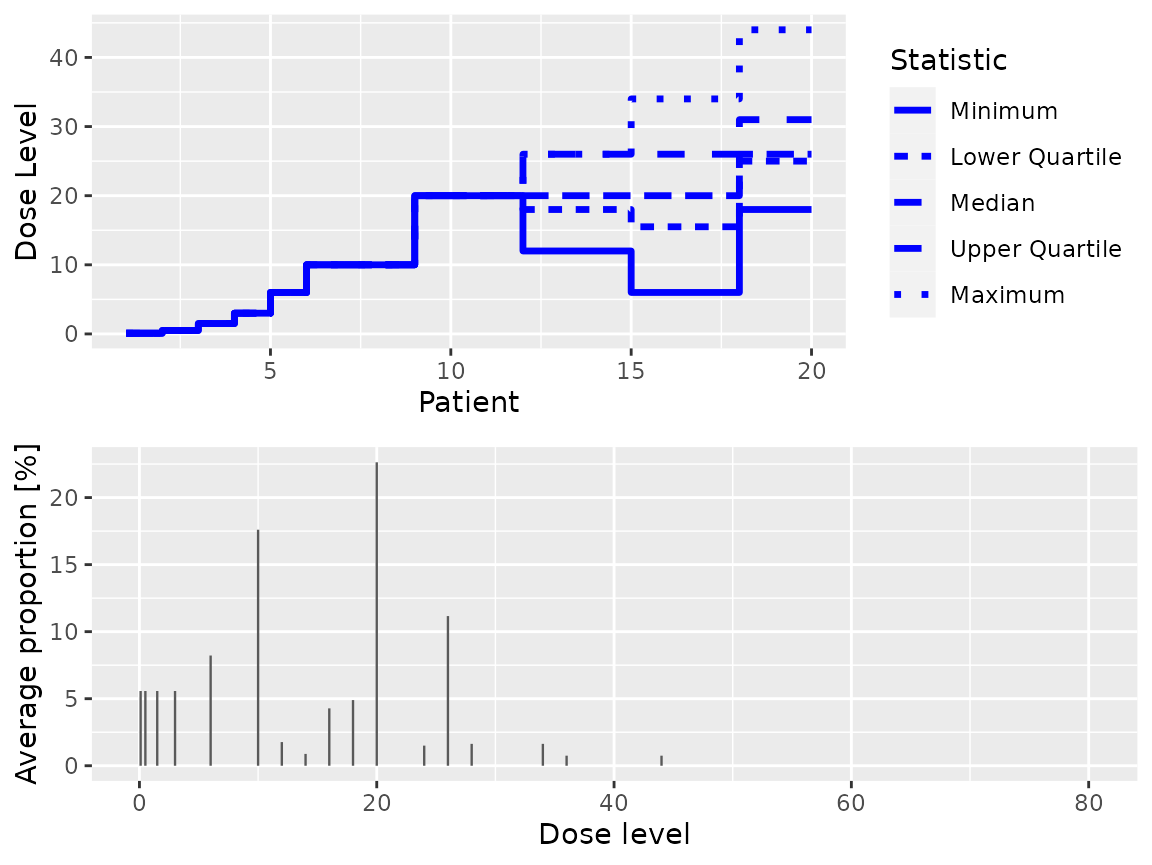 Dose Level
40
30
20
10
0
5
10
15
20
Patient
Statistic
Minimum
Lower Quartile
Median
Upper Quartile
Maximum
Average proportion [%]
20
15
10
5
0
0
20
40
60
80
Dose level